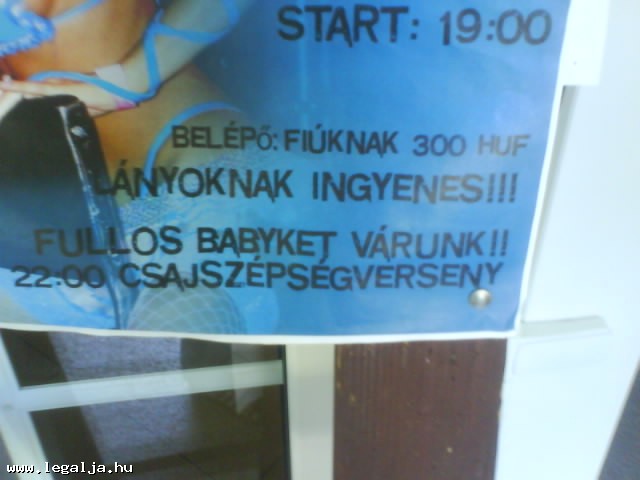 START: 19:00
BELÉPŐ: FIÚKNAK 300 HUF
LÁNYOKNAK INGYENES!!!
FULLOS BABYKET VÁRUNK!!
22:00 CSAJSZÉPSÉGVERSENY
www.legalja.hu